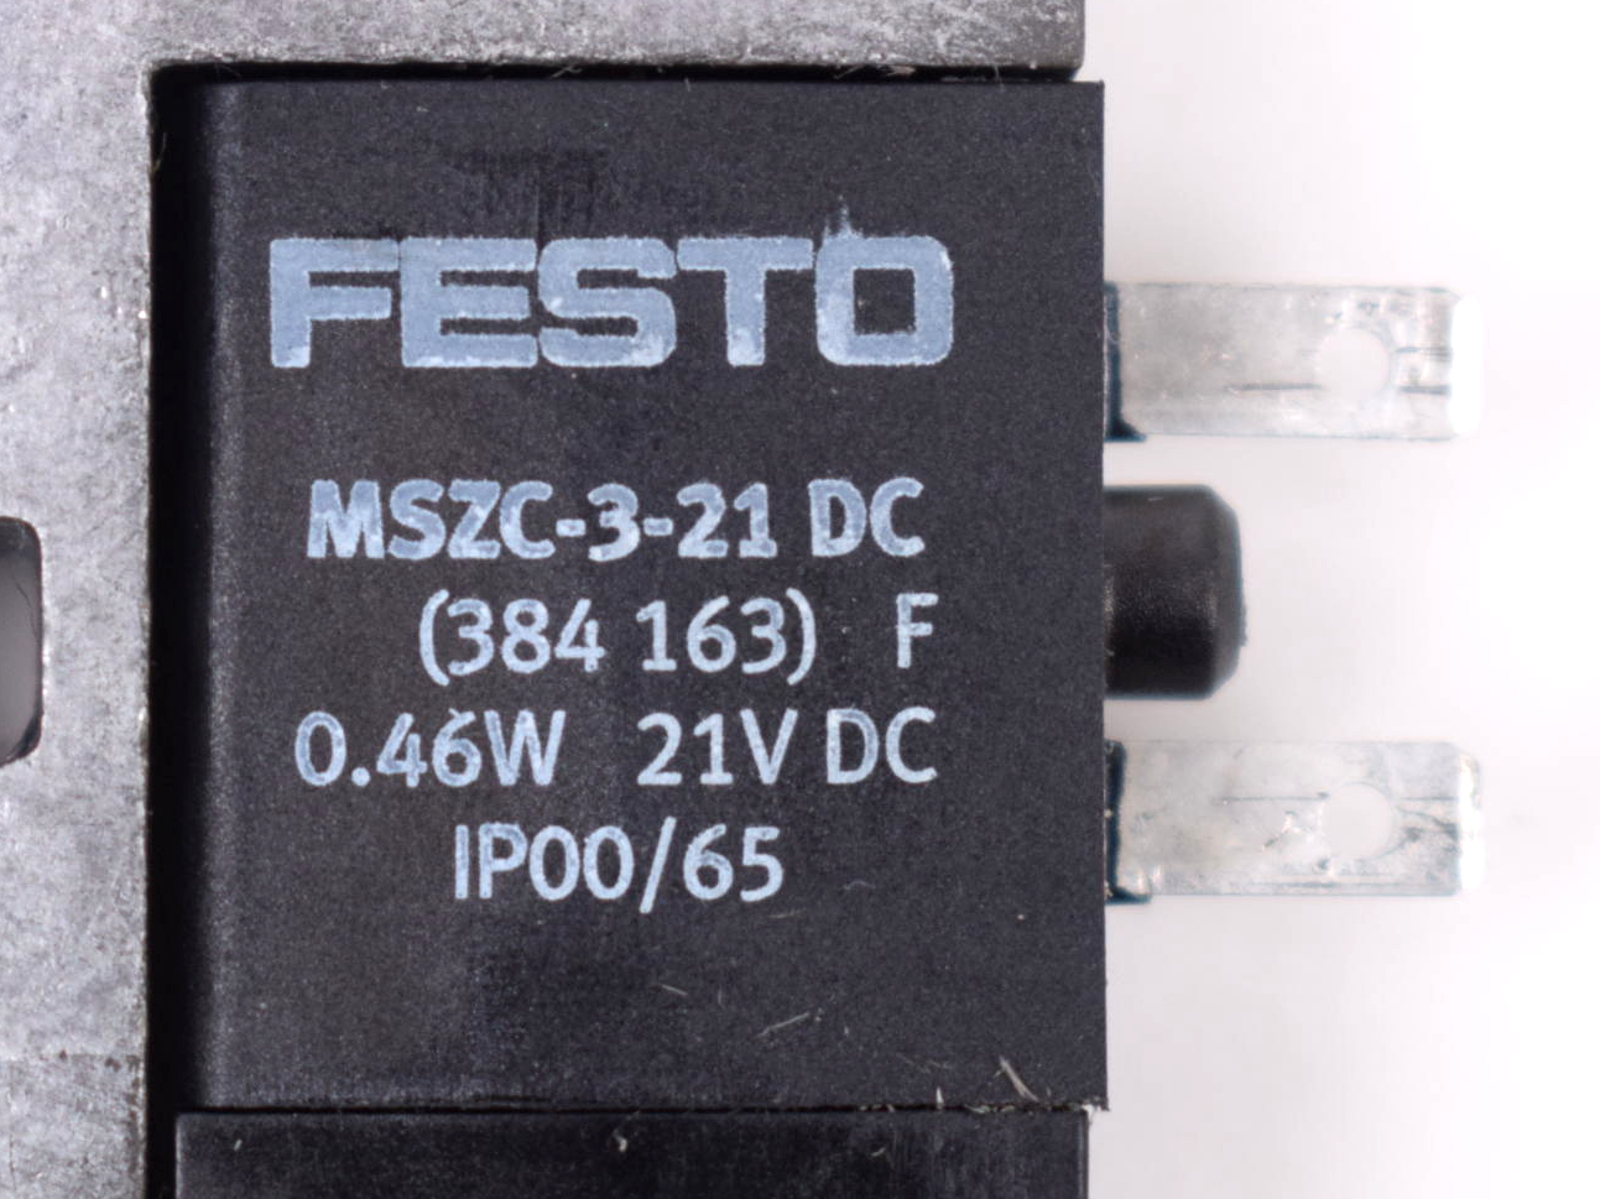 FESTO
MSZC-3-21 DC
(384 163) F
0.46W 21V DC
IP00/65